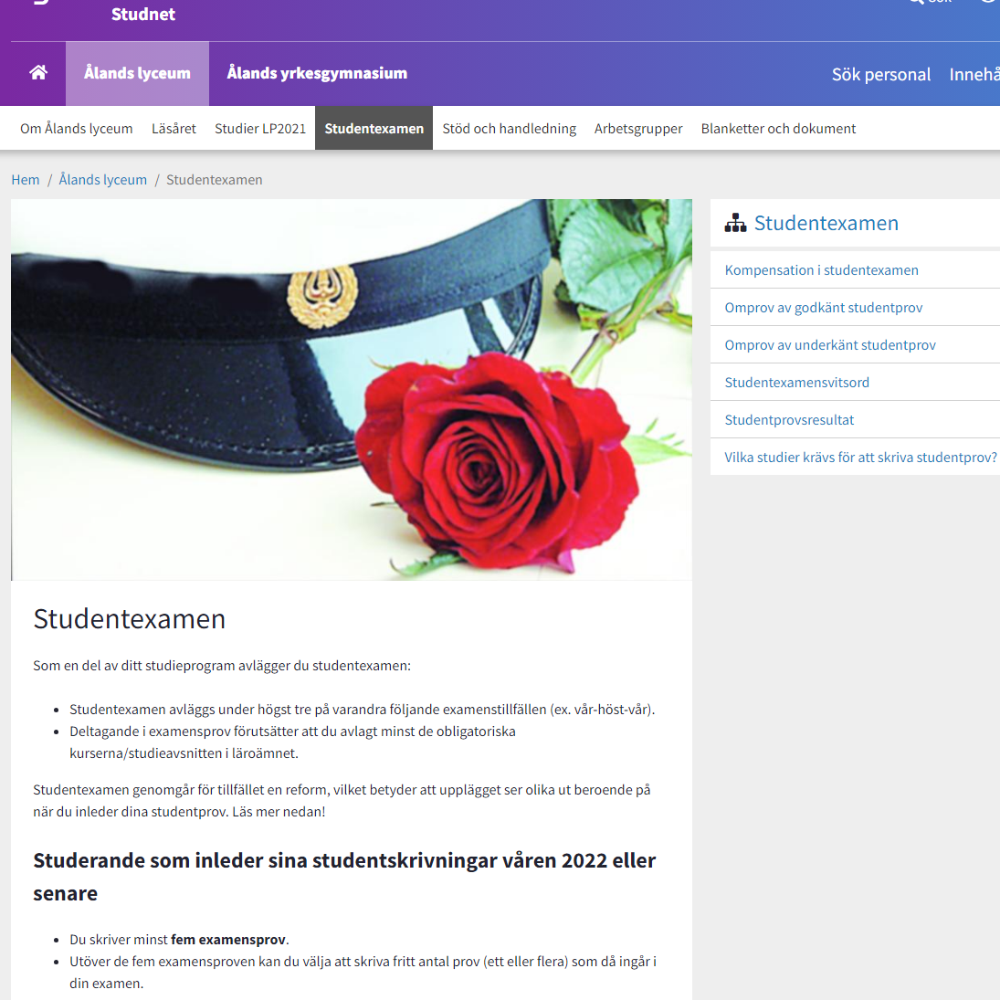 Studnet
Ålands lyceum
Ålands yrkesgymnasium
Sök personal
Om Ålands lyceum
Läsåret
Studier LP2021
Studentexamen
Stöd och handledning
Arbetsgrupper
Blanketter och dokument
Hem / Ålands lyceum / Studentexamen
Studentexamen
Kompensation i studentexamen
Omprov av godkänt studentprov
Omprov av underkänt studentprov
Studentexamensvitsord
Studentprovsresultat
Vilka studier krävs för att skriva studentprov?
Studentexamen
Som en del av ditt studieprogram avlägger du studentexamen:
• Studentexamen avläggs under högst tre på varandra följande examenstillfällen (ex. vår-höst-vår).
• Deltagande i examensprov förutsätter att du avlagt minst de obligatoriska
kurserna/studieavsnitten i läroämnet.
Studentexamen genomgår för tillfället en reform, vilket betyder att upplägget ser olika ut beroende på
när du inleder dina studentprov. Läs mer nedan!
Studerande som inleder sina studentskrivningar våren 2022 eller
senare
• Du skriver minst fem examensprov.
• Utöver de fem examensproven kan du välja att skriva fritt antal prov (ett eller flera) som då ingår i
din examen.